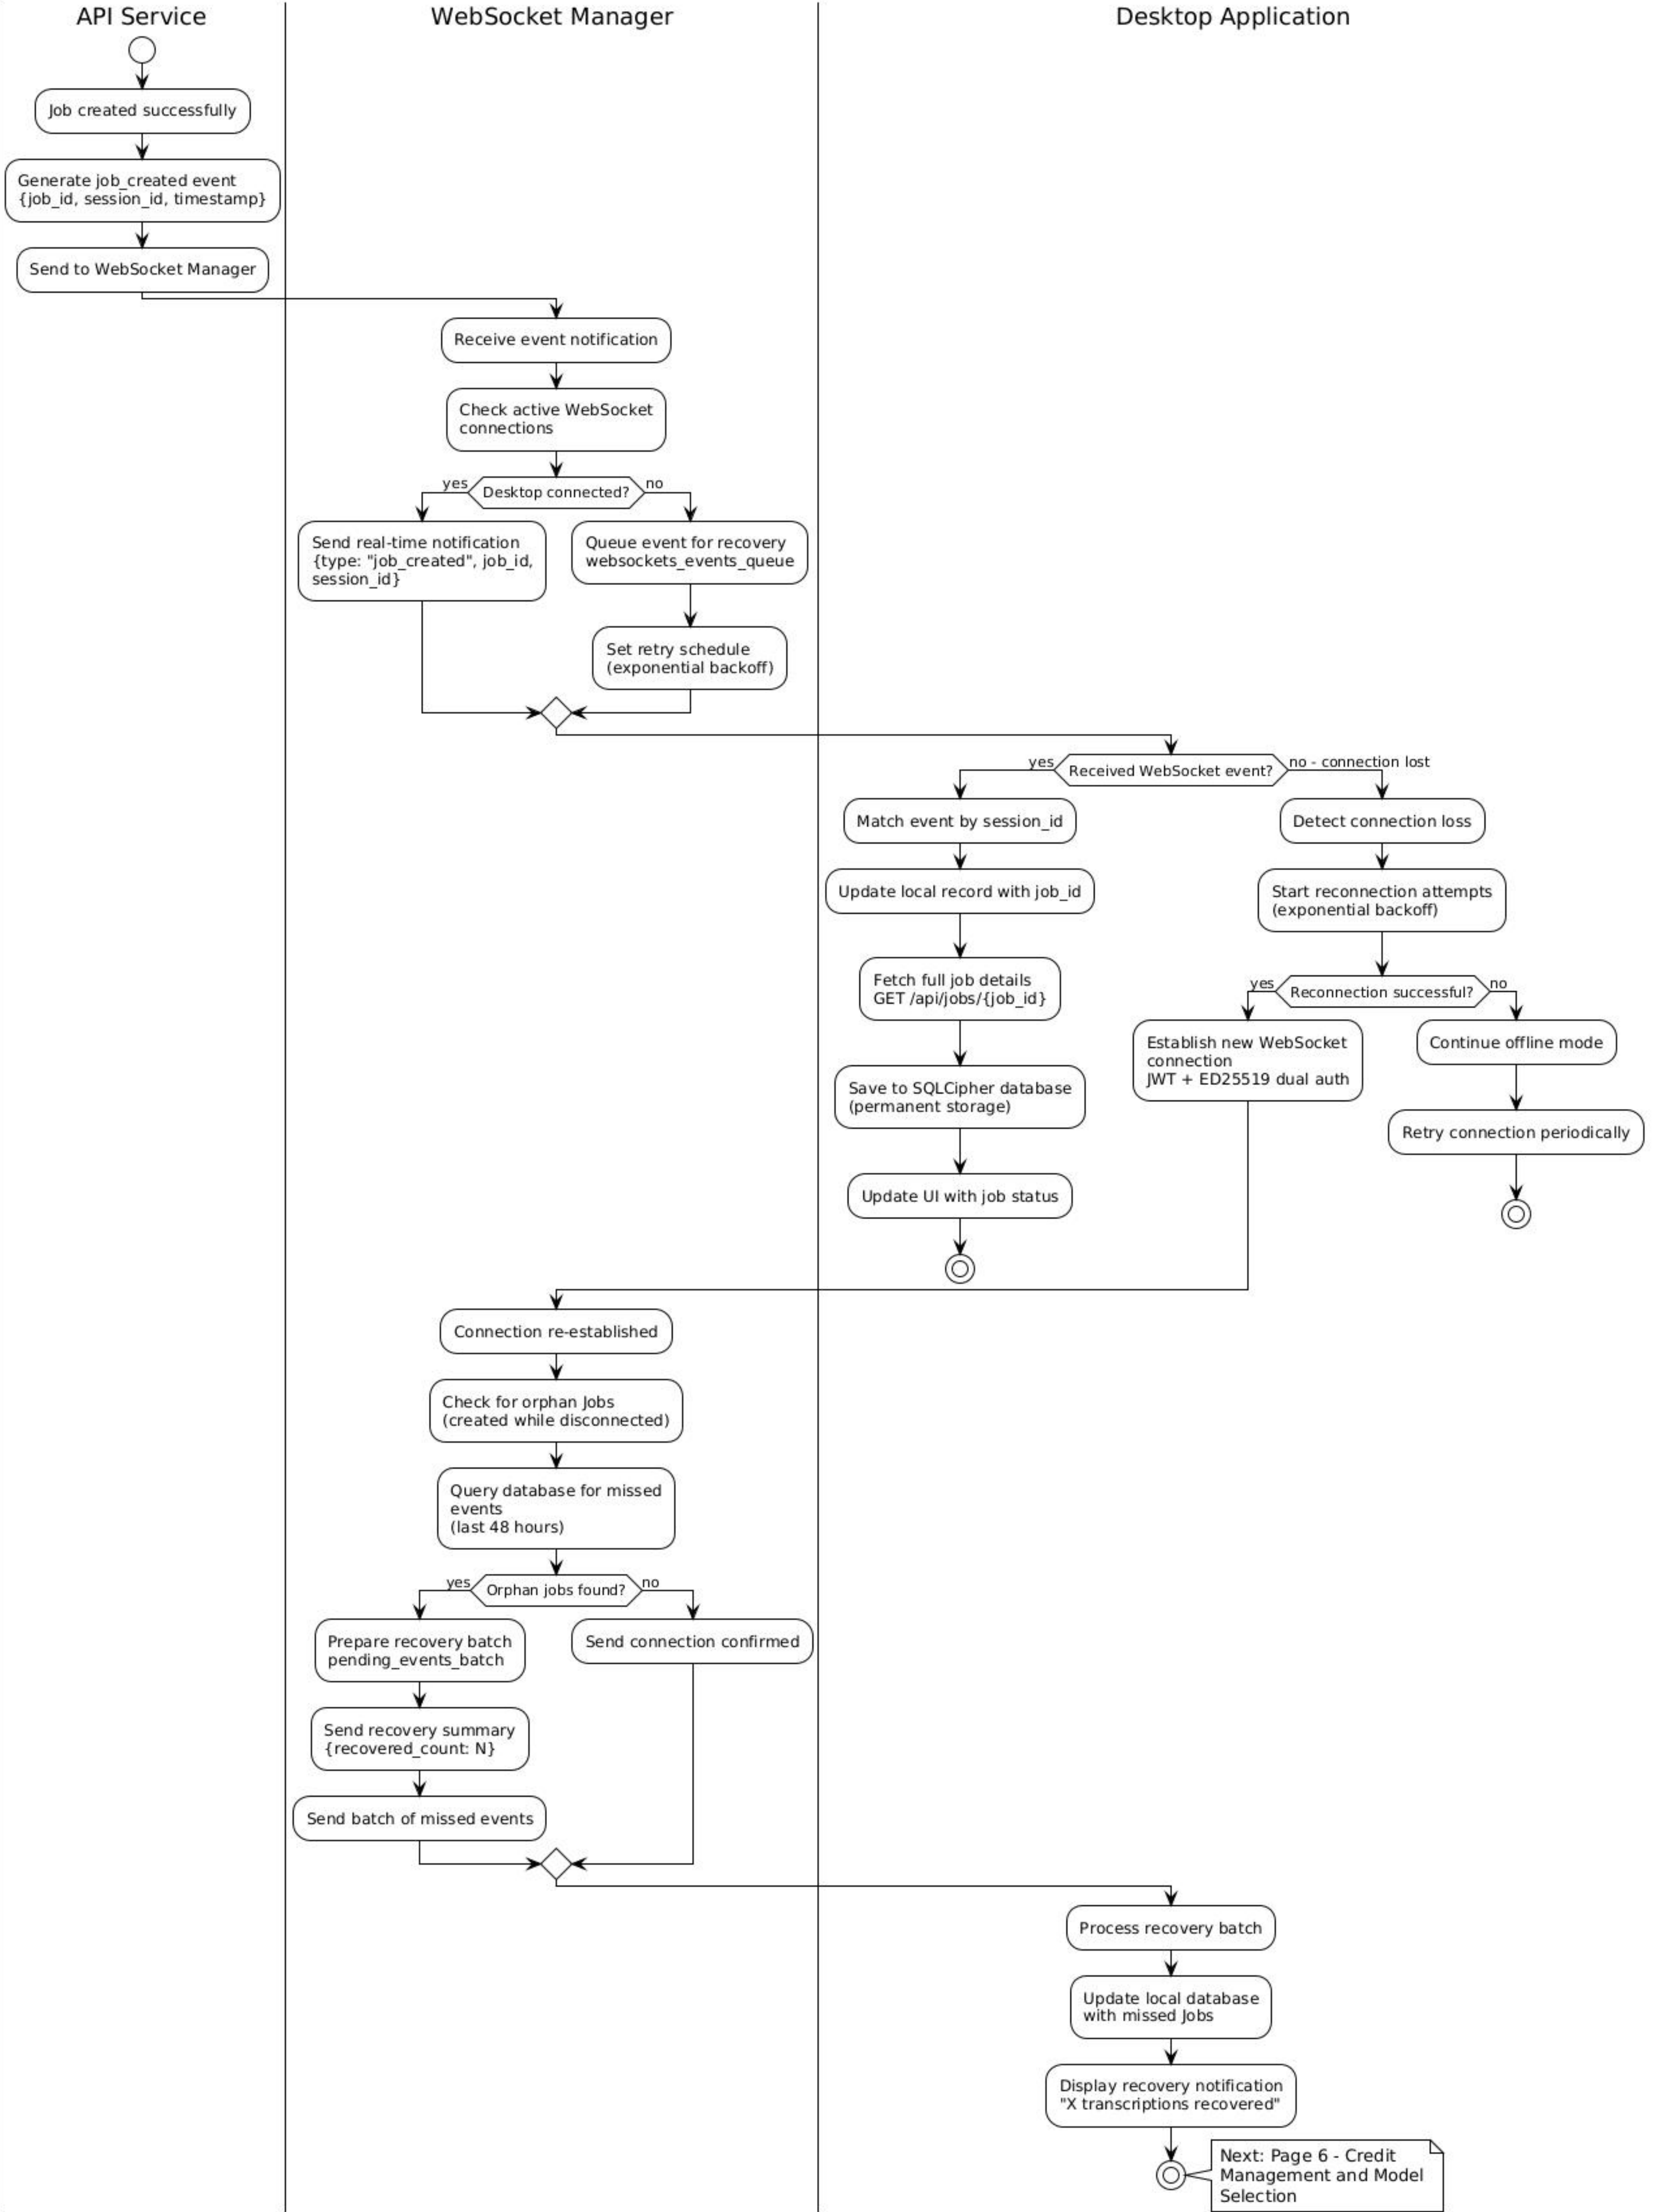 API Service
WebSocket Manager
Desktop Application
Job created successfully
Generate job_created event
{job_id, session_id, timestamp}
Send to WebSocket Manager
Receive event notification
Check active WebSocket
connections
Desktop connected?
yes
no
Send real-time notification
{type: "job_created", job_id,
session_id}
Queue event for recovery
websockets_events_queue
Set retry schedule
(exponential backoff)
Received WebSocket event?
yes
no - connection lost
Match event by session_id
Update local record with job_id
Fetch full job details
GET /api/jobs/{job_id}
Save to SQLCipher database
(permanent storage)
Update UI with job status
Detect connection loss
Start reconnection attempts
(exponential backoff)
Reconnection successful?
yes
no
Establish new WebSocket
connection
JWT + ED25519 dual auth
Continue offline mode
Retry connection periodically
Connection re-established
Check for orphan Jobs
(created while disconnected)
Query database for missed
events
(last 48 hours)
Orphan jobs found?
yes
no
Prepare recovery batch
pending_events_batch
Send recovery summary
{recovered_count: N}
Send batch of missed events
Send connection confirmed
Process recovery batch
Update local database
with missed Jobs
Display recovery notification
"X transcriptions recovered"
Next: Page 6 - Credit
Management and Model
Selection